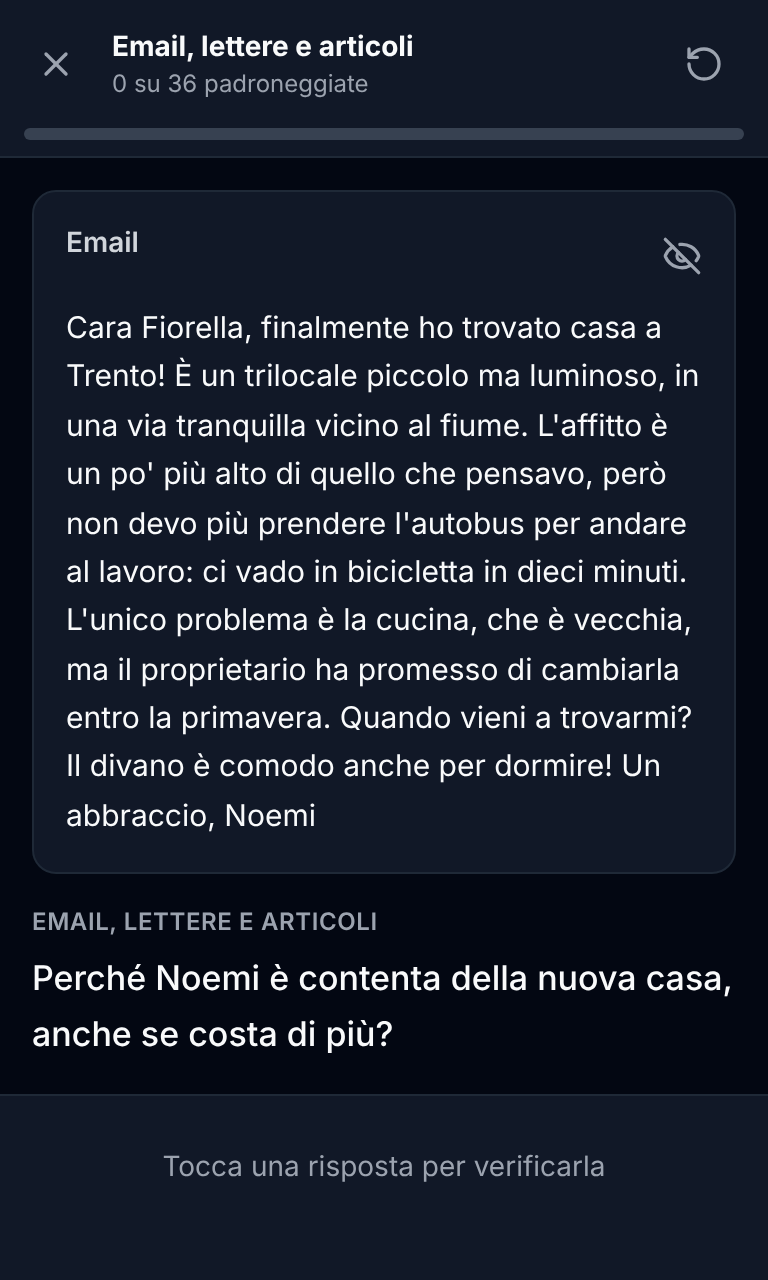 Email, lettere e articoli
0 su 36 padroneggiate
Email
Cara Fiorella, finalmente ho trovato casa a
Trento! È un trilocale piccolo ma luminoso, in
una via tranquilla vicino al fiume. L'affitto è
un po' più alto di quello che pensavo, però
non devo più prendere l'autobus per andare
al lavoro: ci vado in bicicletta in dieci minuti.
L'unico problema è la cucina, che è vecchia,
ma il proprietario ha promesso di cambiarla
entro la primavera. Quando vieni a trovarmi?
Il divano è comodo anche per dormire! Un
abbraccio, Noemi
EMAIL, LETTERE E ARTICOLI
Perché Noemi è contenta della nuova casa,
anche se costa di più?
Tocca una risposta per verificarla